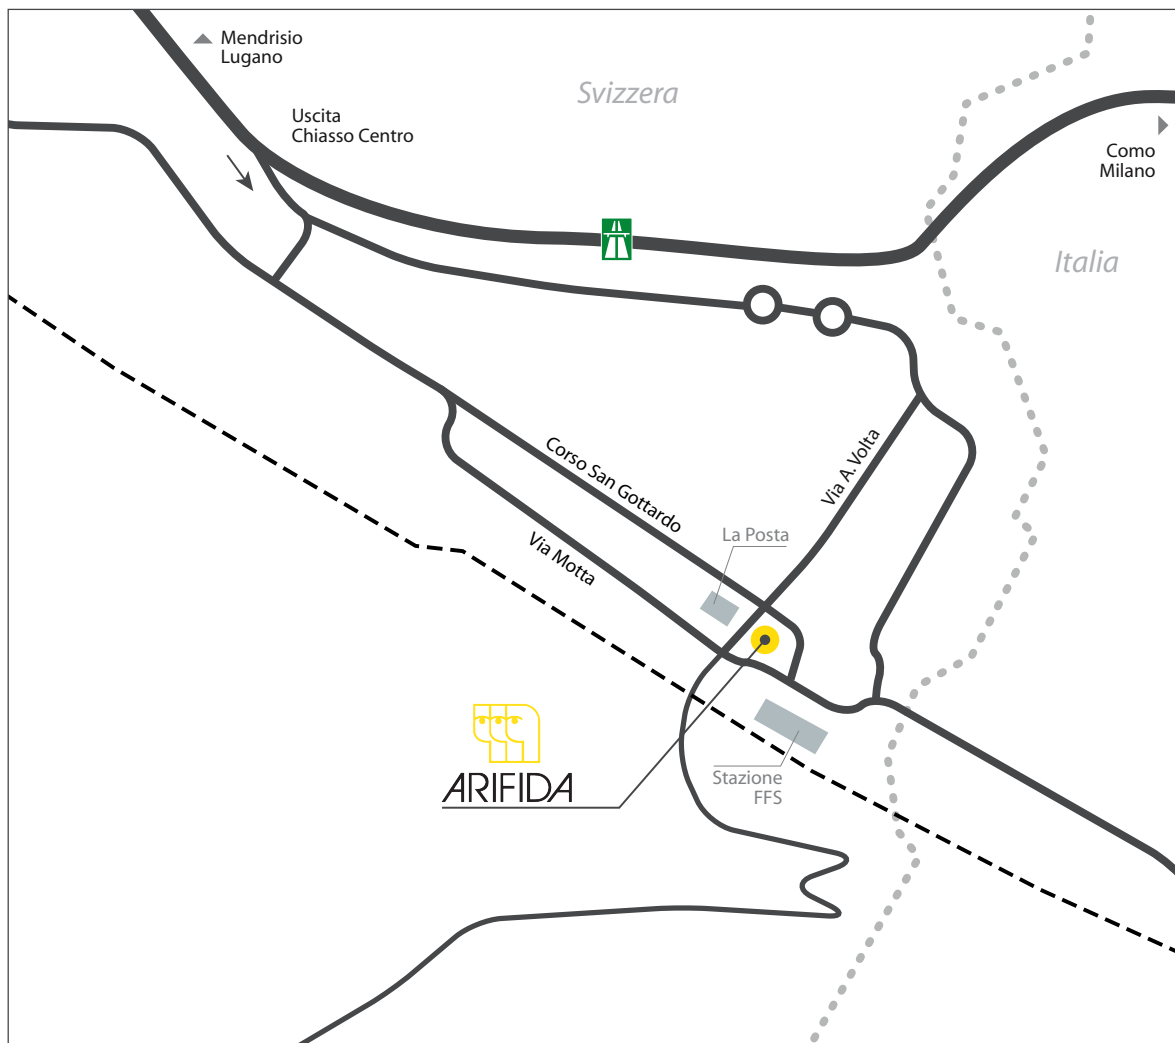 Mendrisio
Lugano
Svizzera
Uscita
Chiasso Centro
Como
Milano
Italia
Corso San Gottardo
Via A. Volta
Via Motta
La Posta
Stazione
FFS
ARIFIDA